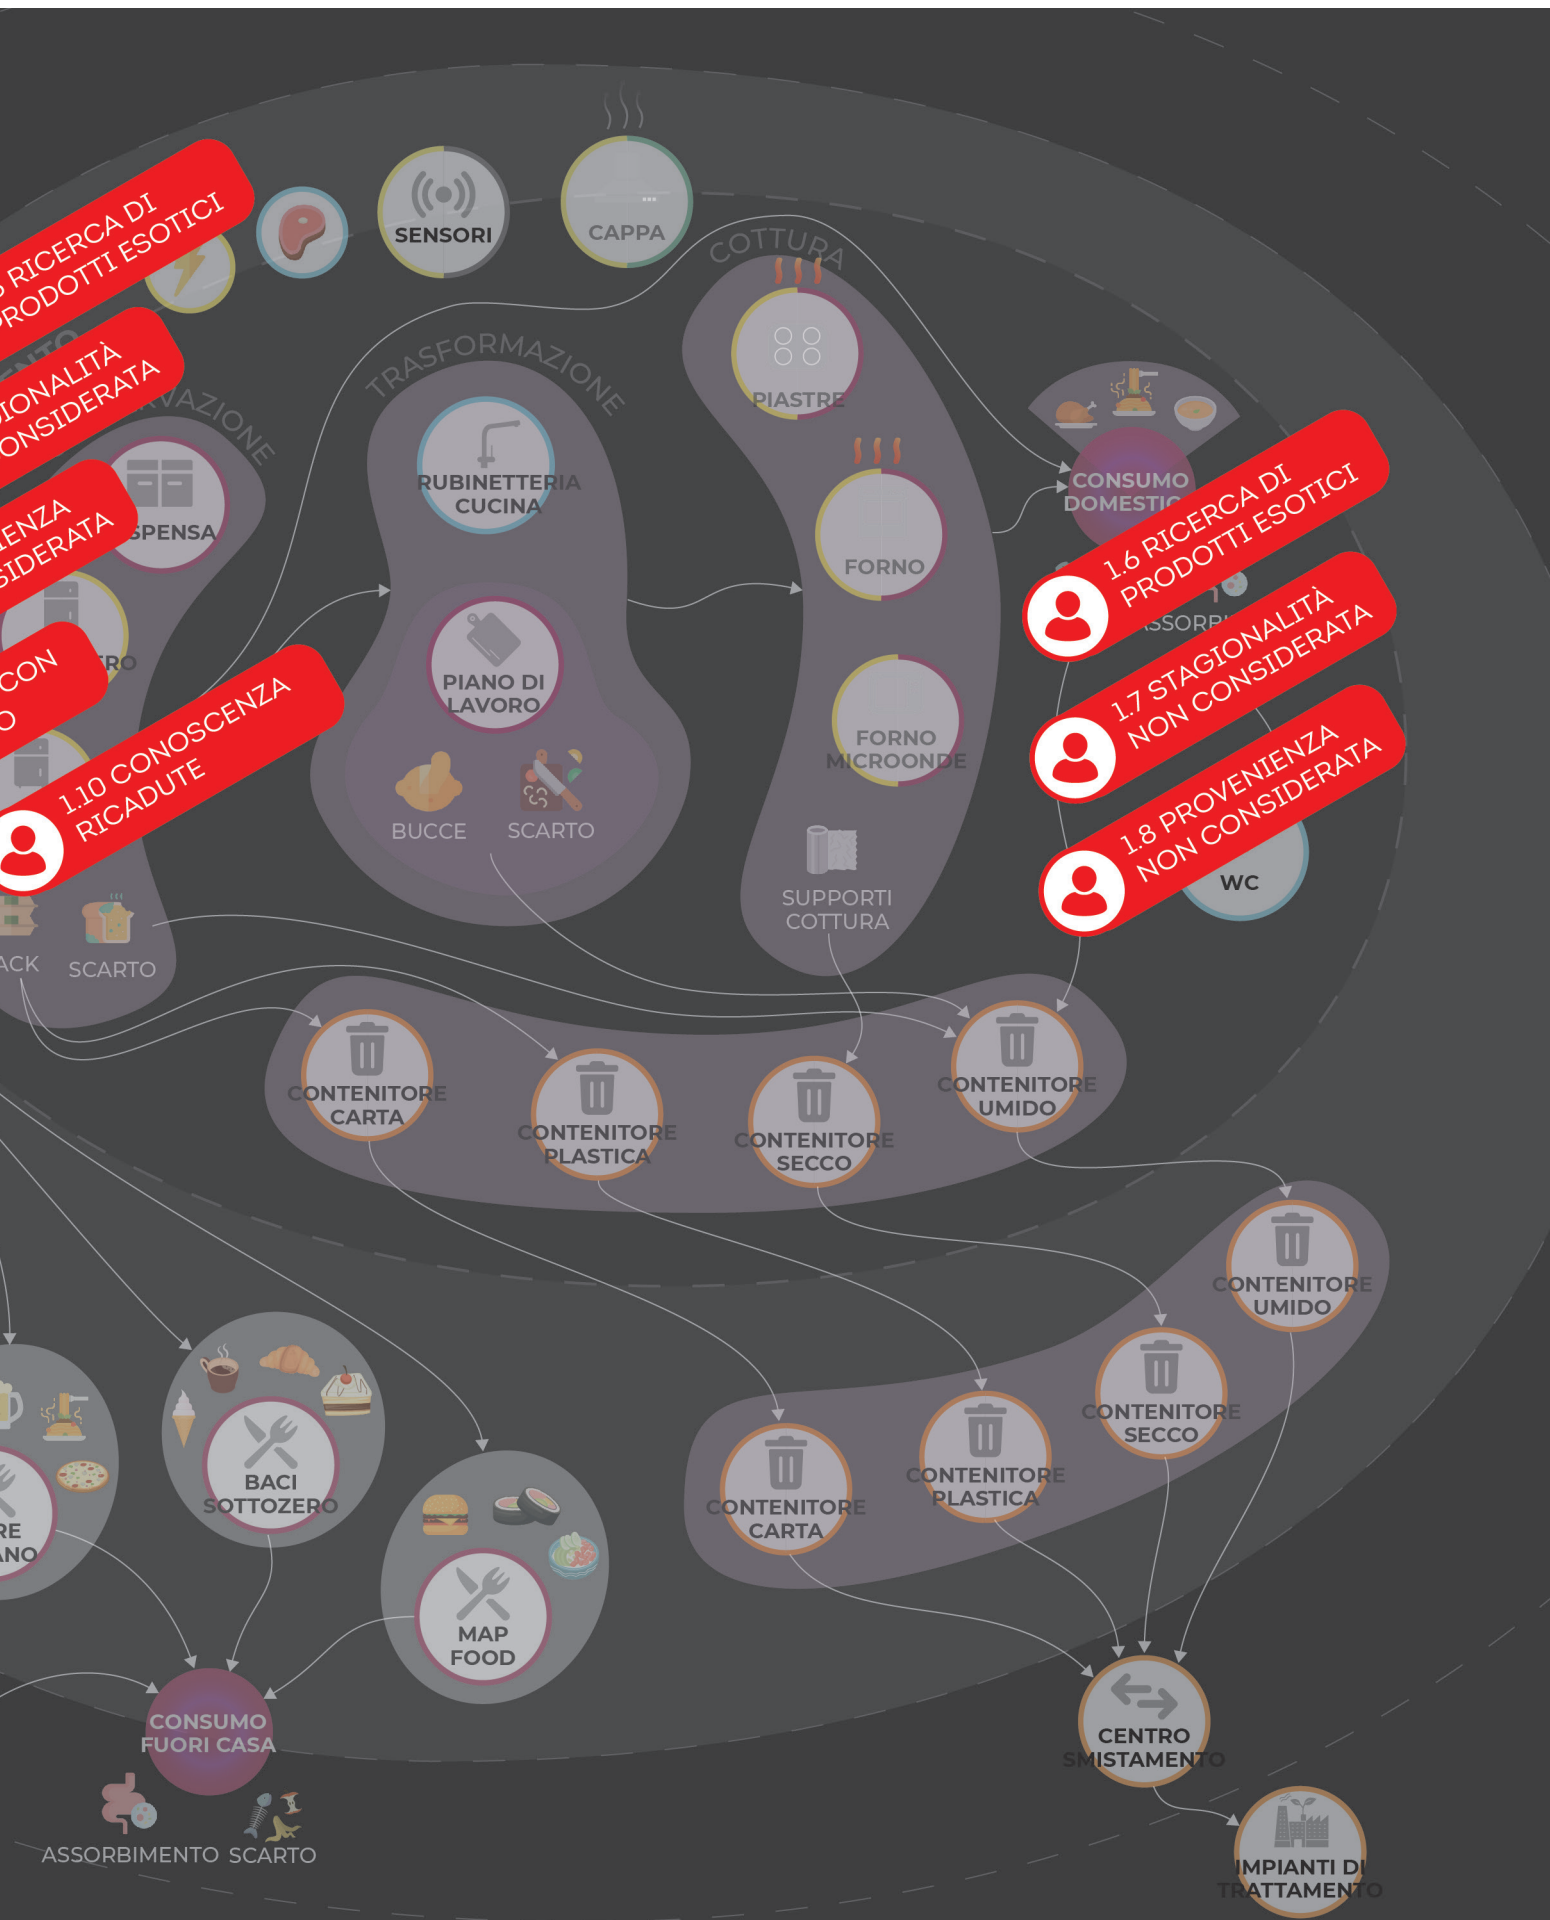 RICERCA DI
PRODOTTI ESOTICI
SENSORI
CAPPA
COTTURA
TRASFORMAZIONE
PIASTRE
RUBINETTERIA
CUCINA
CONSUMO
FORNO
1.6 RICERCA DI
PRODOTTI ESOTICI
1.7 STAGIONALITÀ
NON CONSIDERATA
1.8 PROVENIENZA
NON CONSIDERATA
WC
PIANO DI
LAVORO
FORNO
MICROONDE
CON
1.10 CONOSCENZA
RICADUTE
BUCCE
SCARTO
SUPPORTI
COTTURA
SCARTO
CONTENITORE
CARTA
CONTENITORE
PLASTICA
CONTENITORE
SECCO
CONTENITORE
UMIDO
CONTENITORE
UMIDO
CONTENITORE
SECCO
CONTENITORE
PLASTICA
CONTENITORE
CARTA
BACI
SOTTOZERO
MAP
FOOD
CONSUMO
FUORI CASA
ASSORBIMENTO
SCARTO
CENTRO
SMISTAMENTO
IMPIANTI DI
TRATTAMENTO